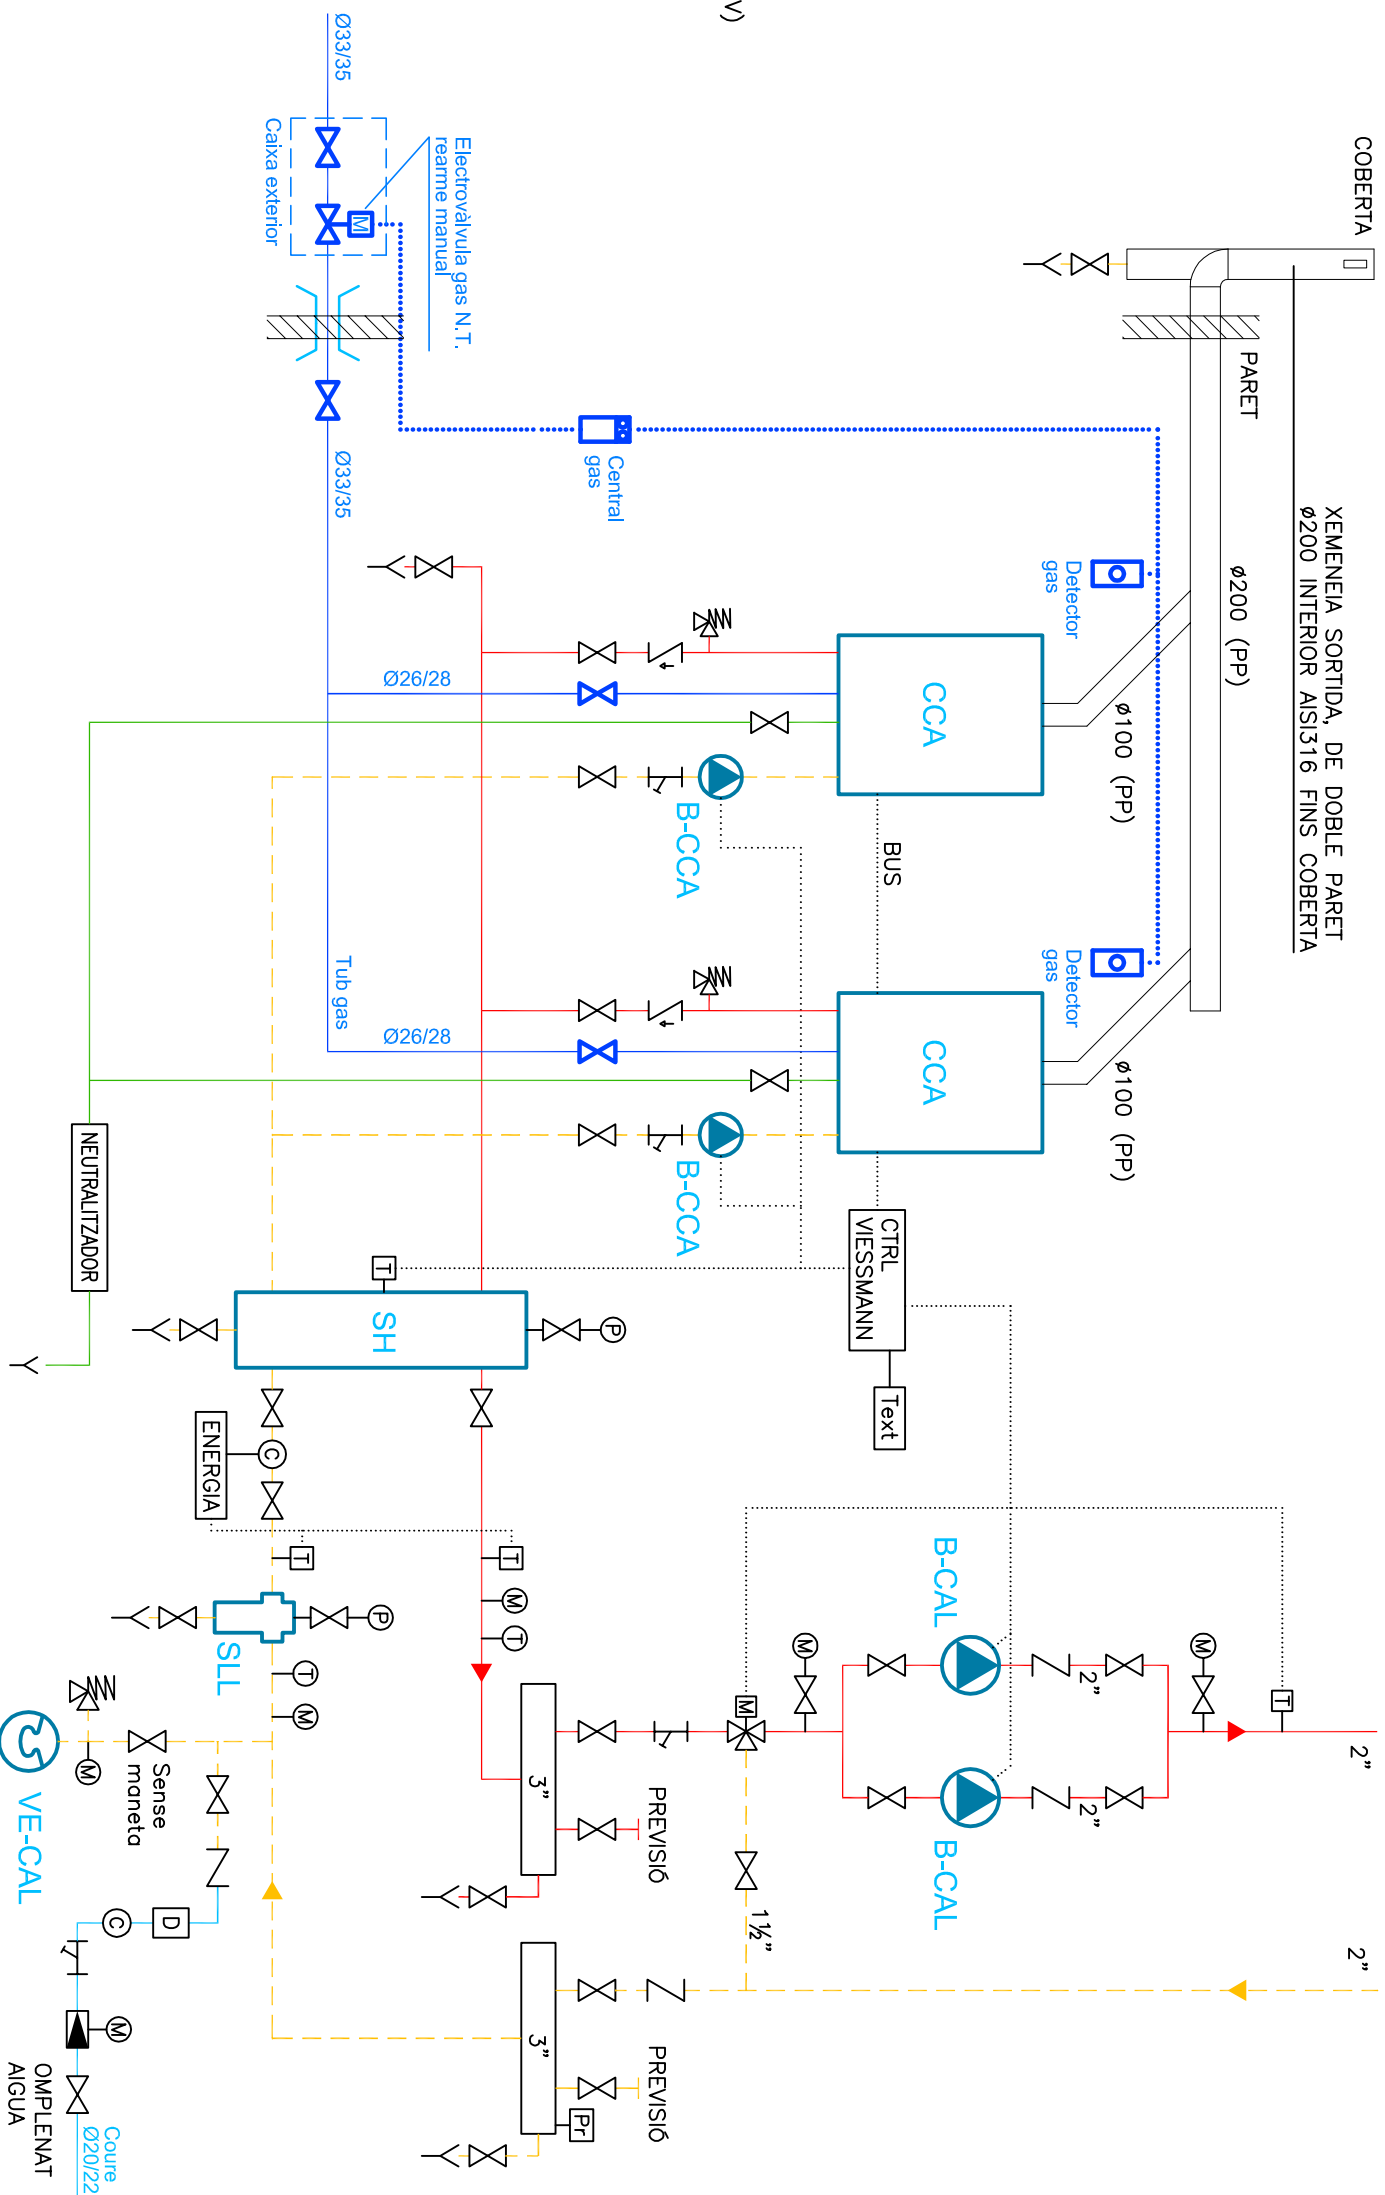 COBERTA
PARET
XEMENEIA SORTIDA, DE DOBLE PARET
ø200 INTERIOR AISI316 FINS COBERTA
ø200 (PP)
ø100 (PP)
ø100 (PP)
V)
Ø33/35
Caixa exterior
M
Electrovàlvula gas N.T.
rearme manual
Ø33/35
Central
gas
Detector
gas
Detector
gas
CCA
BUS
CCA
Ø26/28
Ø26/28
Tub gas
B-CCA
B-CCA
NEUTRALITZADOR
CTRL
VIESSMANN
Text
T
SH
P
C
ENERGIA
T
T
M
T
P
SLL
T
M
B-CAL
B-CAL
M
M
M
T
2"
2"
2"
2"
3"
PREVISIÓ
1½"
3"
PREVISIÓ
Pr
M
Sense
maneta
VE-CAL
C
D
M
OMPLENAT
AIGUA
Coure
Ø20/22